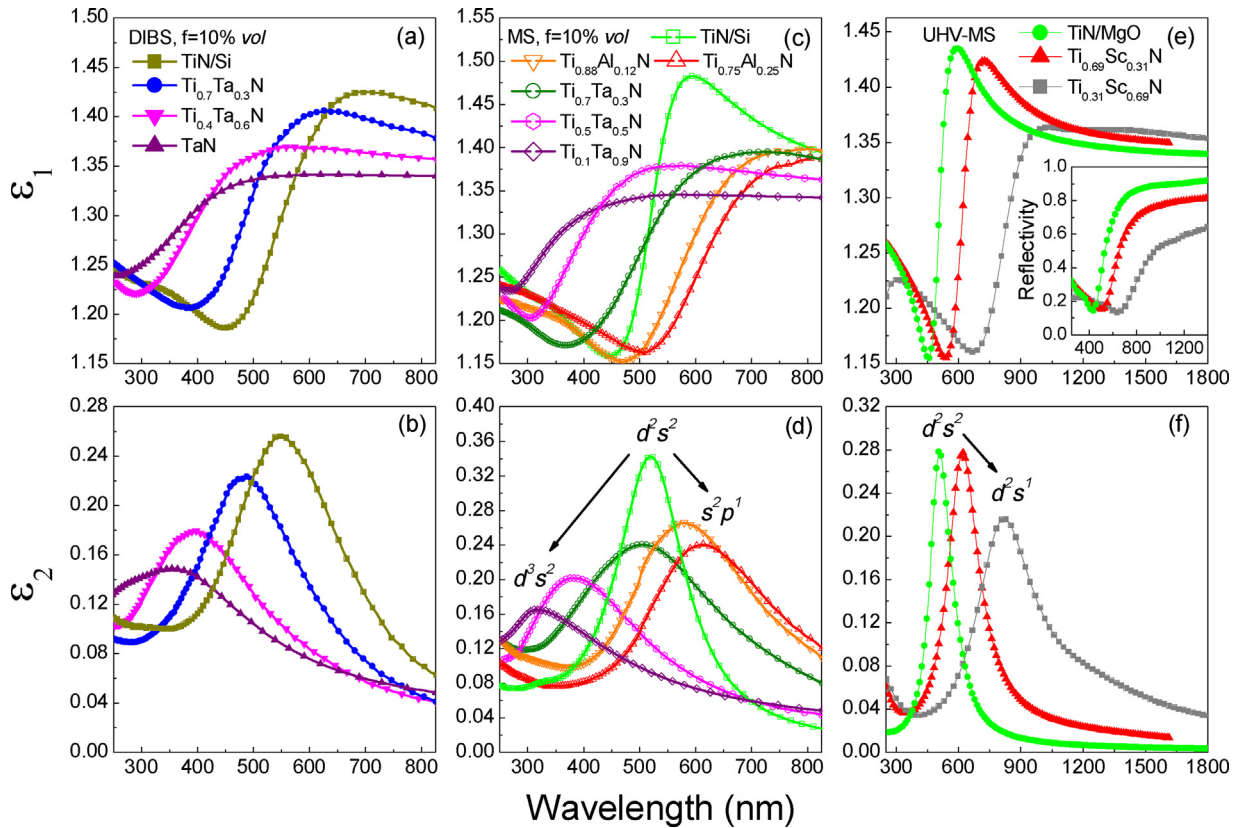 DIBS, f=10% vol
(a)
TiN/Si
Ti0.7Ta0.3N
Ti0.4Ta0.6N
TaN
1.50
1.45
1.40
1.35
1.30
1.25
1.20
1.15
300 400 500 600 700 800
MS, f=10% vol
(c)
TiN/Si
Ti0.88Al0.12N
Ti0.75Al0.25N
Ti0.7Ta0.3N
Ti0.5Ta0.5N
Ti0.1Ta0.9N
1.50
1.45
1.40
1.35
1.30
1.25
1.20
1.15
300 400 500 600 700 800
UHV-MS
(e)
TiN/MgO
Ti0.69Sc0.31N
Ti0.31Sc0.69N
1.45
1.40
1.35
1.30
1.25
1.20
1.15
300 600 900 1200 1500 1800
Reflectivity
1.0
0.8
0.6
0.4
0.2
0.0
400 800 1200
ε1
(b)
0.28
0.24
0.20
0.16
0.12
0.08
0.04
0.00
300 400 500 600 700 800
(d)
d2s2
s2p1
d3s2
0.40
0.36
0.32
0.28
0.24
0.20
0.16
0.12
0.08
0.04
0.00
300 400 500 600 700 800
(f)
d2s2
d2s1
0.32
0.28
0.24
0.20
0.16
0.12
0.08
0.04
0.00
300 600 900 1200 1500 1800
ε2
Wavelength (nm)